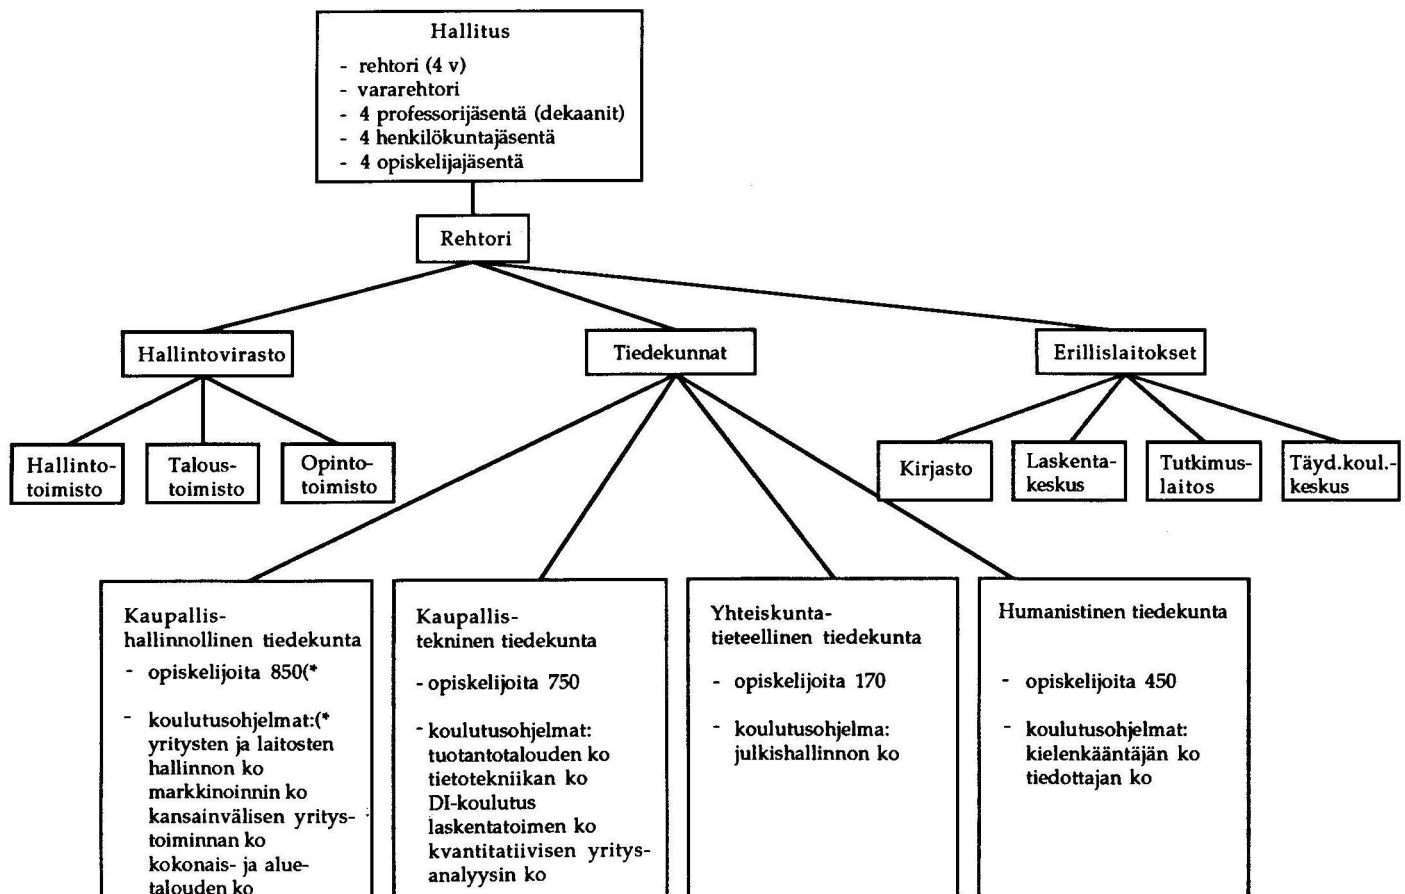 Hallitus
- rehtori (4 v)
- vararehtori
- 4 professorijäsentä (dekaanit)
- 4 henkilökuntajäsentä
- 4 opiskelijajäsentä
Rehtori
Hallintovirasto
Tiedekunnat
Erillislaitokset
Hallinto-
toimisto
Talous-
toimisto
Opinto-
toimisto
Kirjasto
Laskenta-
keskus
Tutkimus-
laitos
Täyd.koul.-
keskus
Kaupallis-
hallinnollinen tiedekunta
- opiskelijoita 850(*
- koulutusohjelmat:(*
yritysten ja laitosten
hallinnon ko
markkinoinnin ko
kansainvälisen yritys-
toiminnan ko
kokonais- ja alue-
talouden ko
Kaupallis-
tekninen tiedekunta
- opiskelijoita 750
- koulutusohjelmat:
tuotantotalouden ko
tietotekniikan ko
DI-koulutus
laskentatoimen ko
kvantitatiivisen yritys-
analyysin ko
Yhteiskunta-
tieteellinen tiedekunta
- opiskelijoita 170
- koulutusohjelma:
julkishallinnon ko
Humanistinen tiedekunta
- opiskelijoita 450
- koulutusohjelmat:
kielenkääntäjän ko
tiedottajan ko